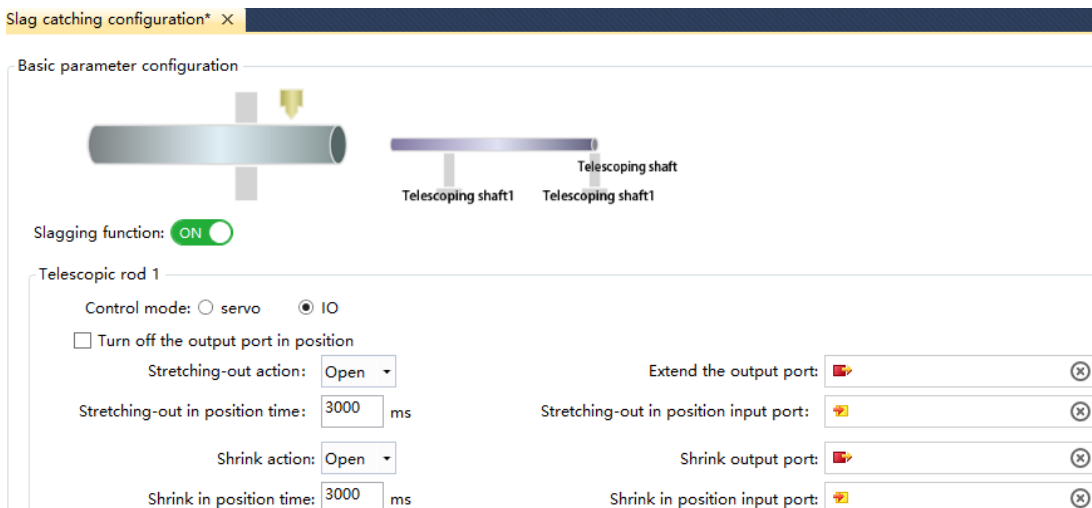 Slag catching configuration*
Basic parameter configuration
Telescoping shaft
Telescoping shaft1 Telescoping shaft1
Slagging function: ON
Telescopic rod 1
Control mode: servo IO
Turn off the output port in position
Stretching-out action: Open Extend the output port:
Stretching-out in position time: 3000 ms Stretching-out in position input port:
Shrink action: Open Shrink output port:
Shrink in position time: 3000 ms Shrink in position input port: